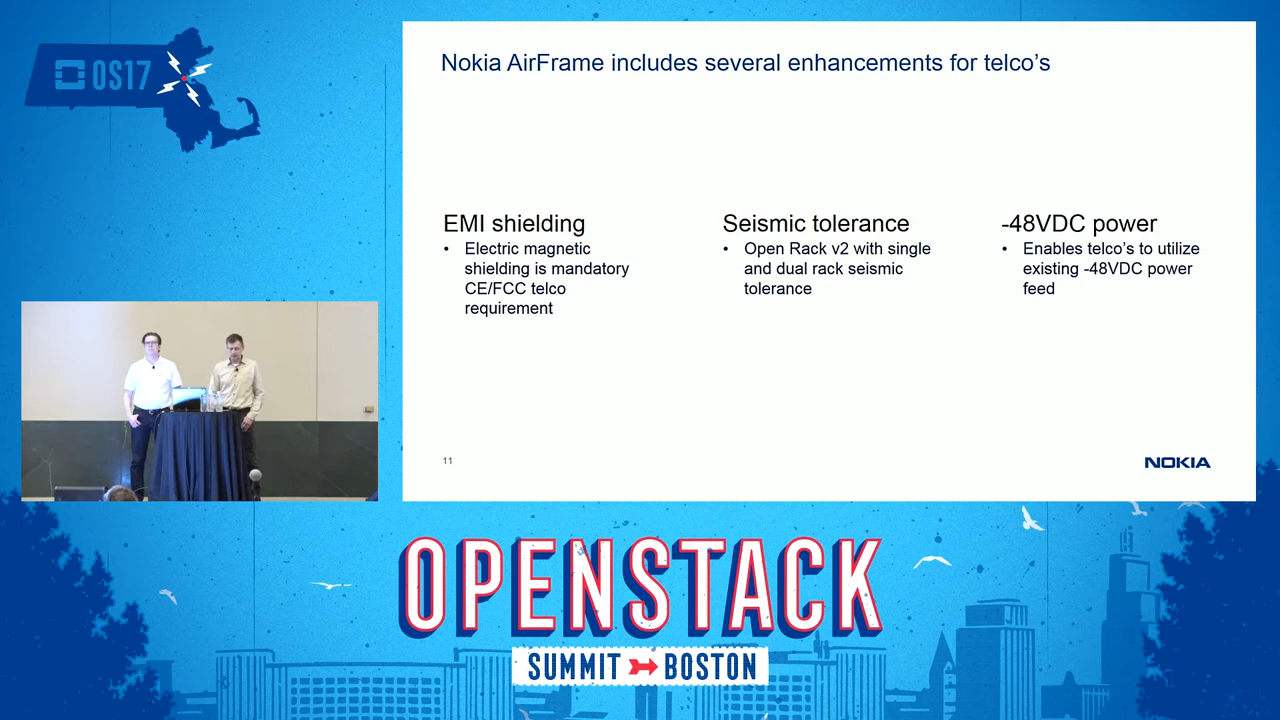 OS17
Nokia AirFrame includes several enhancements for telco's
EMI shielding
• Electric magnetic
shielding is mandatory
CE/FCC telco
requirement
Seismic tolerance
• Open Rack v2 with single
and dual rack seismic
tolerance
-48VDC power
• Enables telco's to utilize
existing -48VDC power
feed
11
NOKIA
OPENSTACK
SUMMIT BOSTON